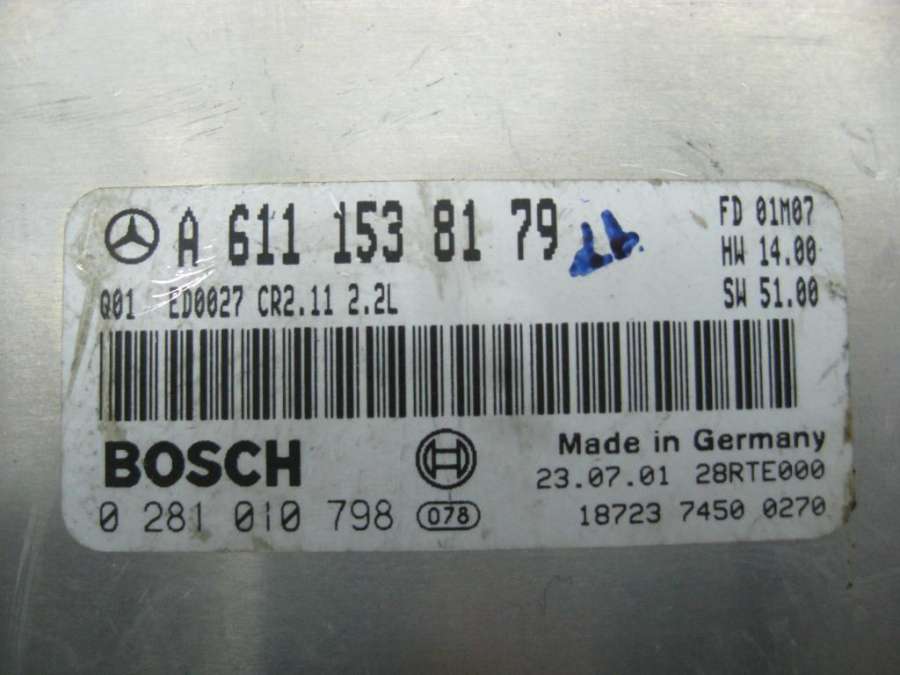 A 611 153 81 79
FD 01M07
HW 14.00
Q01 ED0027 CR2.11 2.2L
SW 51.00
BOSCH
Made in Germany
23.07.01 28RTE000
0 281 010 798 078
18723 7450 0270